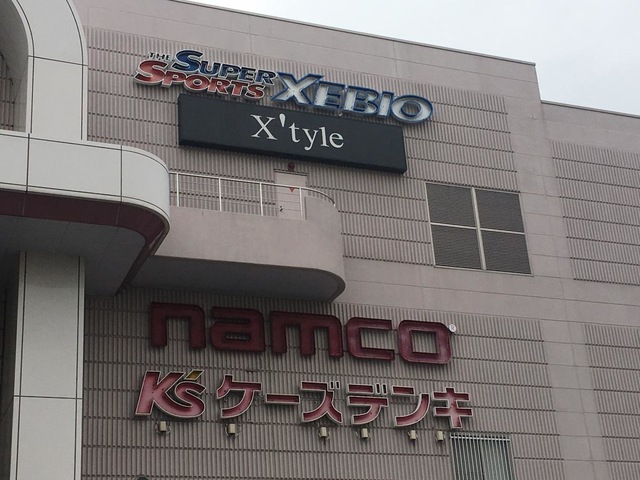 THE SUPER SPORTS XEBIO
X'tyle
namco
K's ケーズデンキ